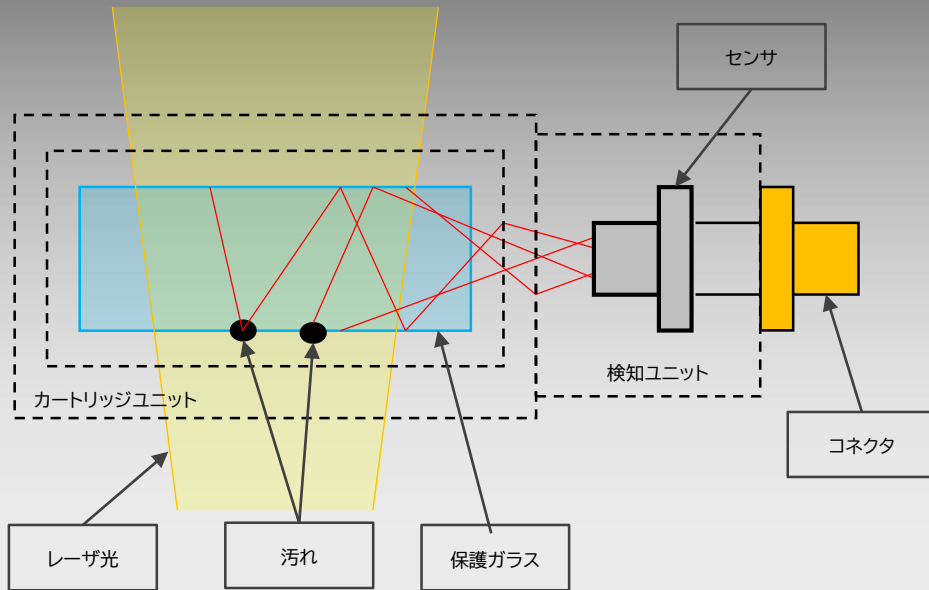 センサ
検知ユニット
カートリッジユニット
コネクタ
レーザ光
汚れ
保護ガラス